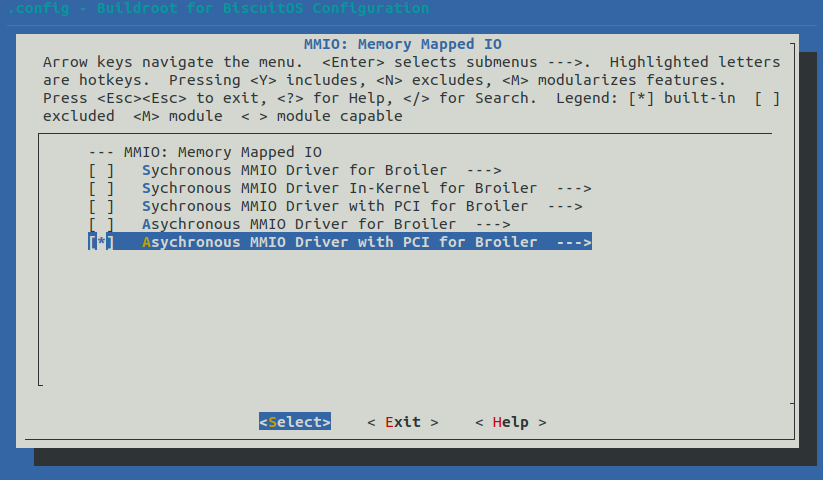 .config - Buildroot for BiscuitOS Configuration
MMIO: Memory Mapped IO
Arrow keys navigate the menu.  <Enter> selects submenus --->.  Highlighted letters
are hotkeys.  Pressing <Y> includes, <N> excludes, <M> modularizes features.
Press <Esc><Esc> to exit, <?> for Help, </> for Search.  Legend: [*] built-in  [ ]
excluded  <M> module  < > module capable
--- MMIO: Memory Mapped IO
[ ]   Sychronous MMIO Driver for Broiler  --->
[ ]   Sychronous MMIO Driver In-Kernel for Broiler  --->
[ ]   Sychronous MMIO Driver with PCI for Broiler  --->
[ ]   Asychronous MMIO Driver for Broiler  --->
[*]   Asychronous MMIO Driver with PCI for Broiler  --->
<Select>    < Exit >    < Help >